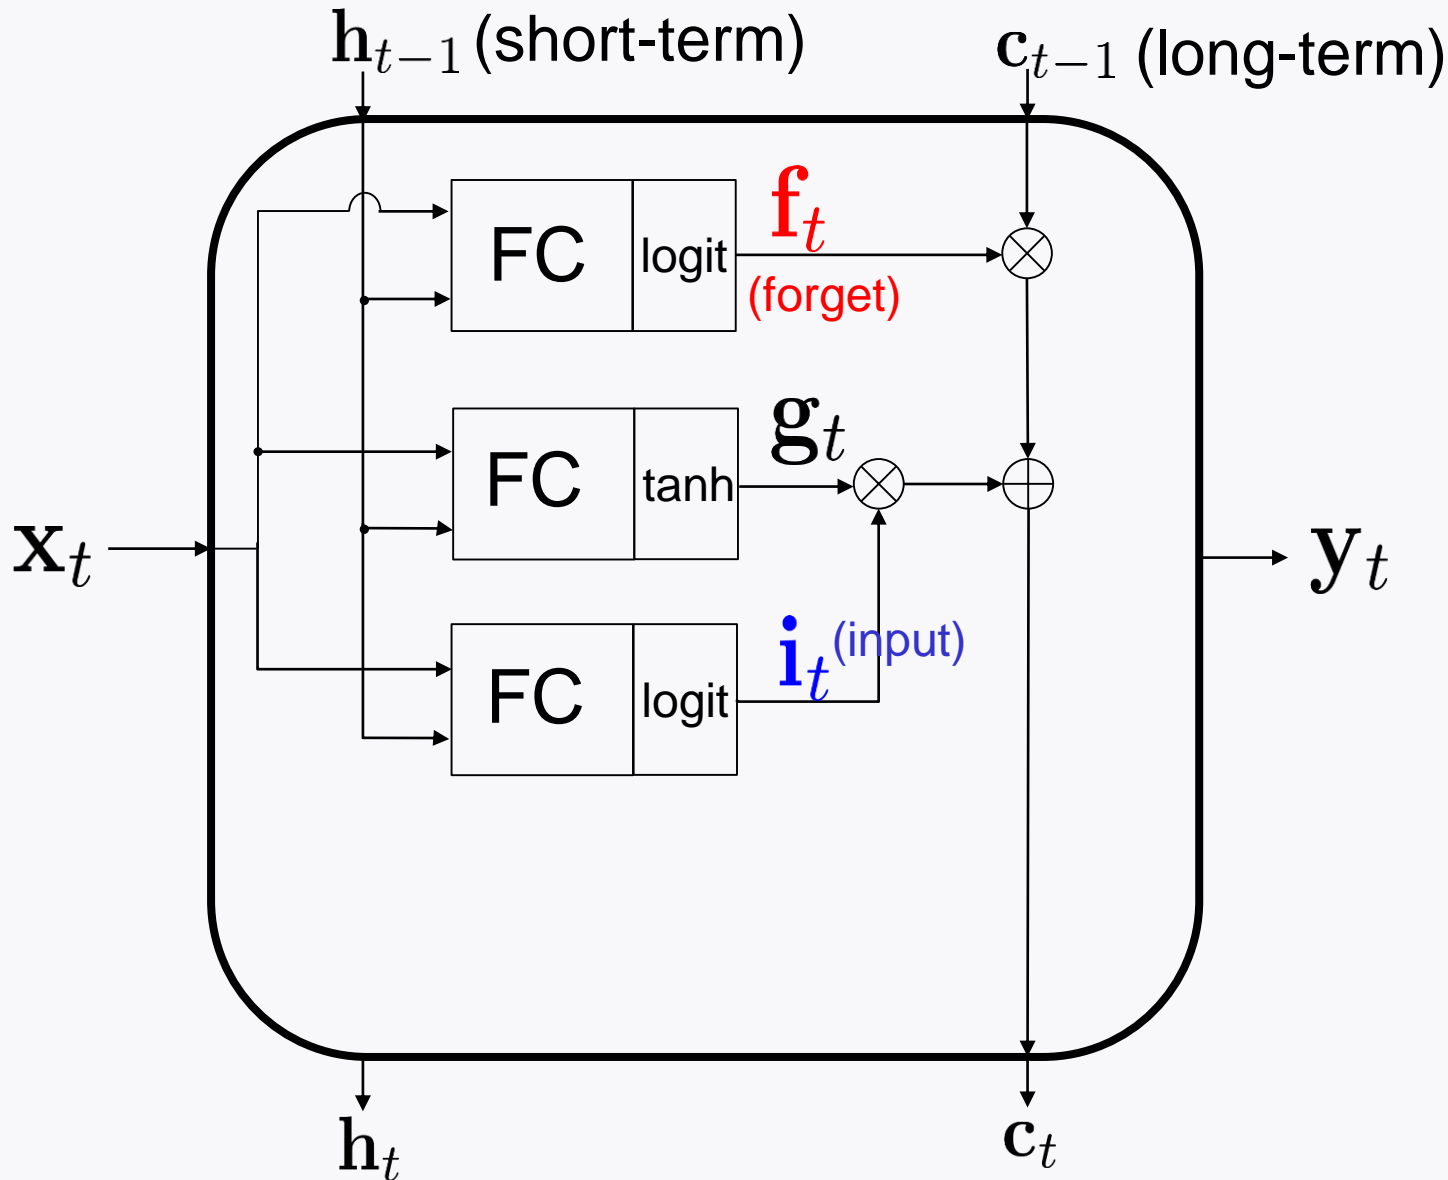 h_{t-1} (short-term)
c_{t-1} (long-term)
FC logit
f_t
(forget)
FC tanh
g_t
x_t
y_t
FC logit
i_t (input)
h_t
c_t